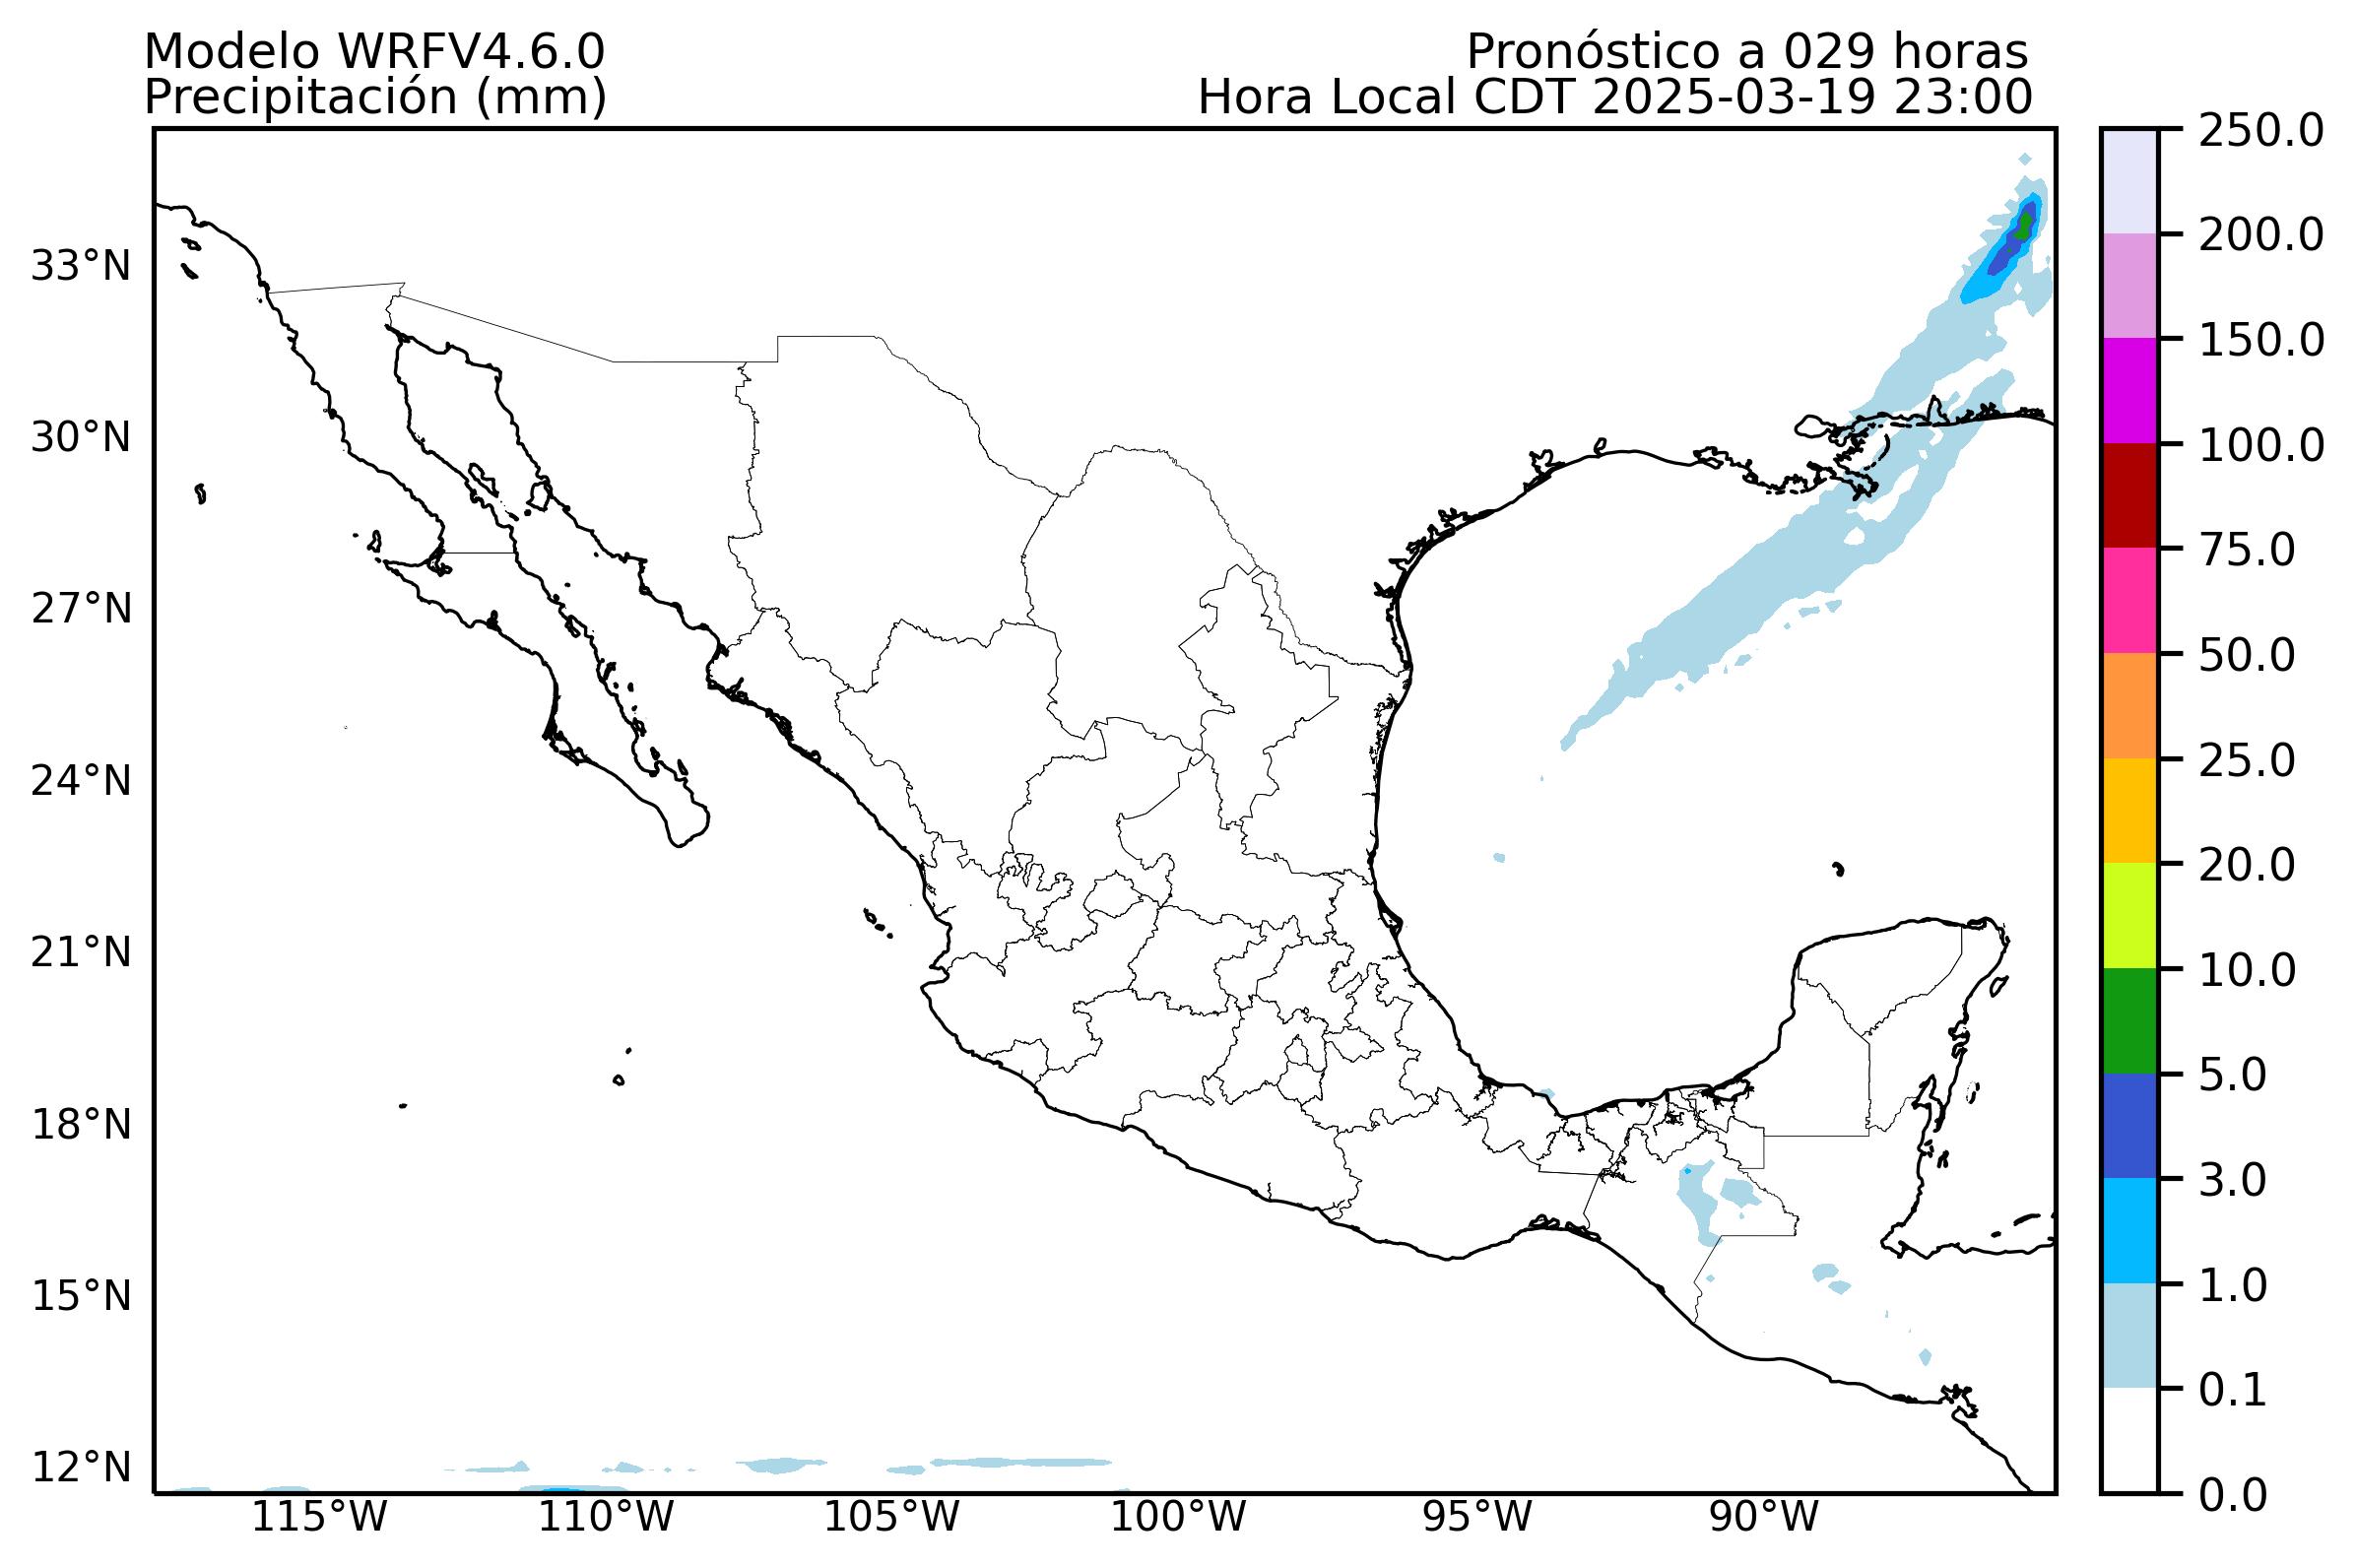 Modelo WRFV4.6.0
Pronóstico a 029 horas
Precipitación (mm)
Hora Local CDT 2025-03-19 23:00
33°N
30°N
27°N
24°N
21°N
18°N
15°N
12°N
115°W
110°W
105°W
100°W
95°W
90°W
250.0
200.0
150.0
100.0
75.0
50.0
25.0
20.0
10.0
5.0
3.0
1.0
0.1
0.0